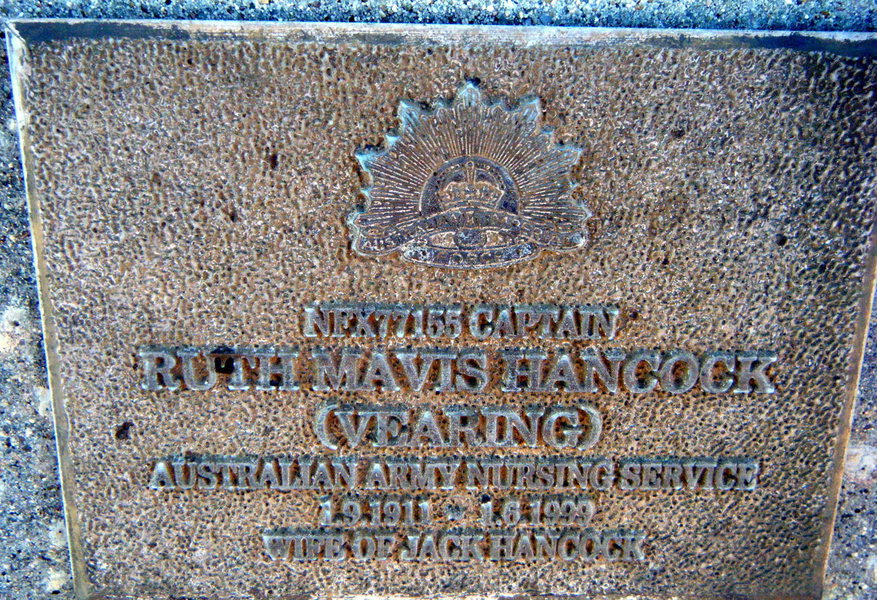 NFX77155 CAPTAIN
RUTH MAVIS HANCOCK
(VEARING)
AUSTRALIAN ARMY NURSING SERVICE
1.9.1911 - 1.6.1999
WIFE OF JACK HANCOCK